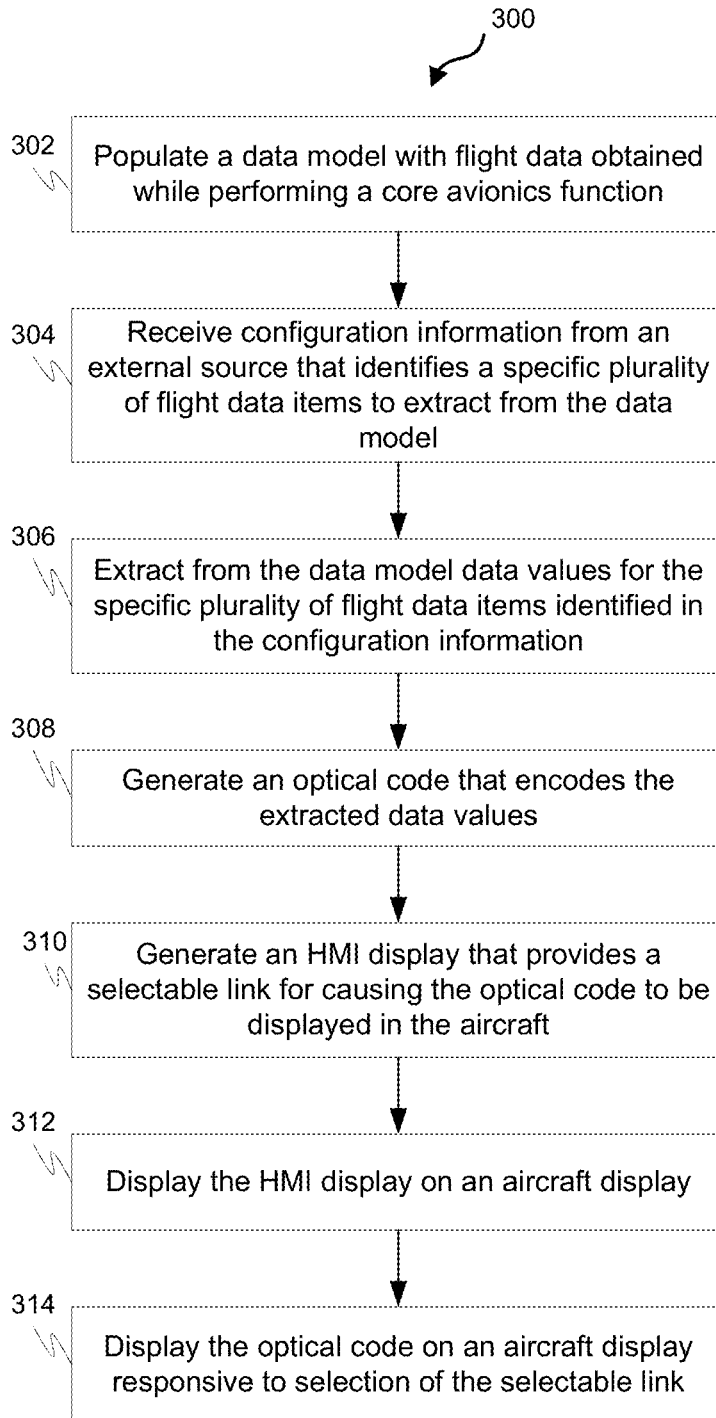 300
302
Populate a data model with flight data obtained
while performing a core avionics function
304
Receive configuration information from an
external source that identifies a specific plurality
of flight data items to extract from the data
model
306
Extract from the data model data values for the
specific plurality of flight data items identified in
the configuration information
308
Generate an optical code that encodes the
extracted data values
310
Generate an HMI display that provides a
selectable link for causing the optical code to be
displayed in the aircraft
312
Display the HMI display on an aircraft display
314
Display the optical code on an aircraft display
responsive to selection of the selectable link